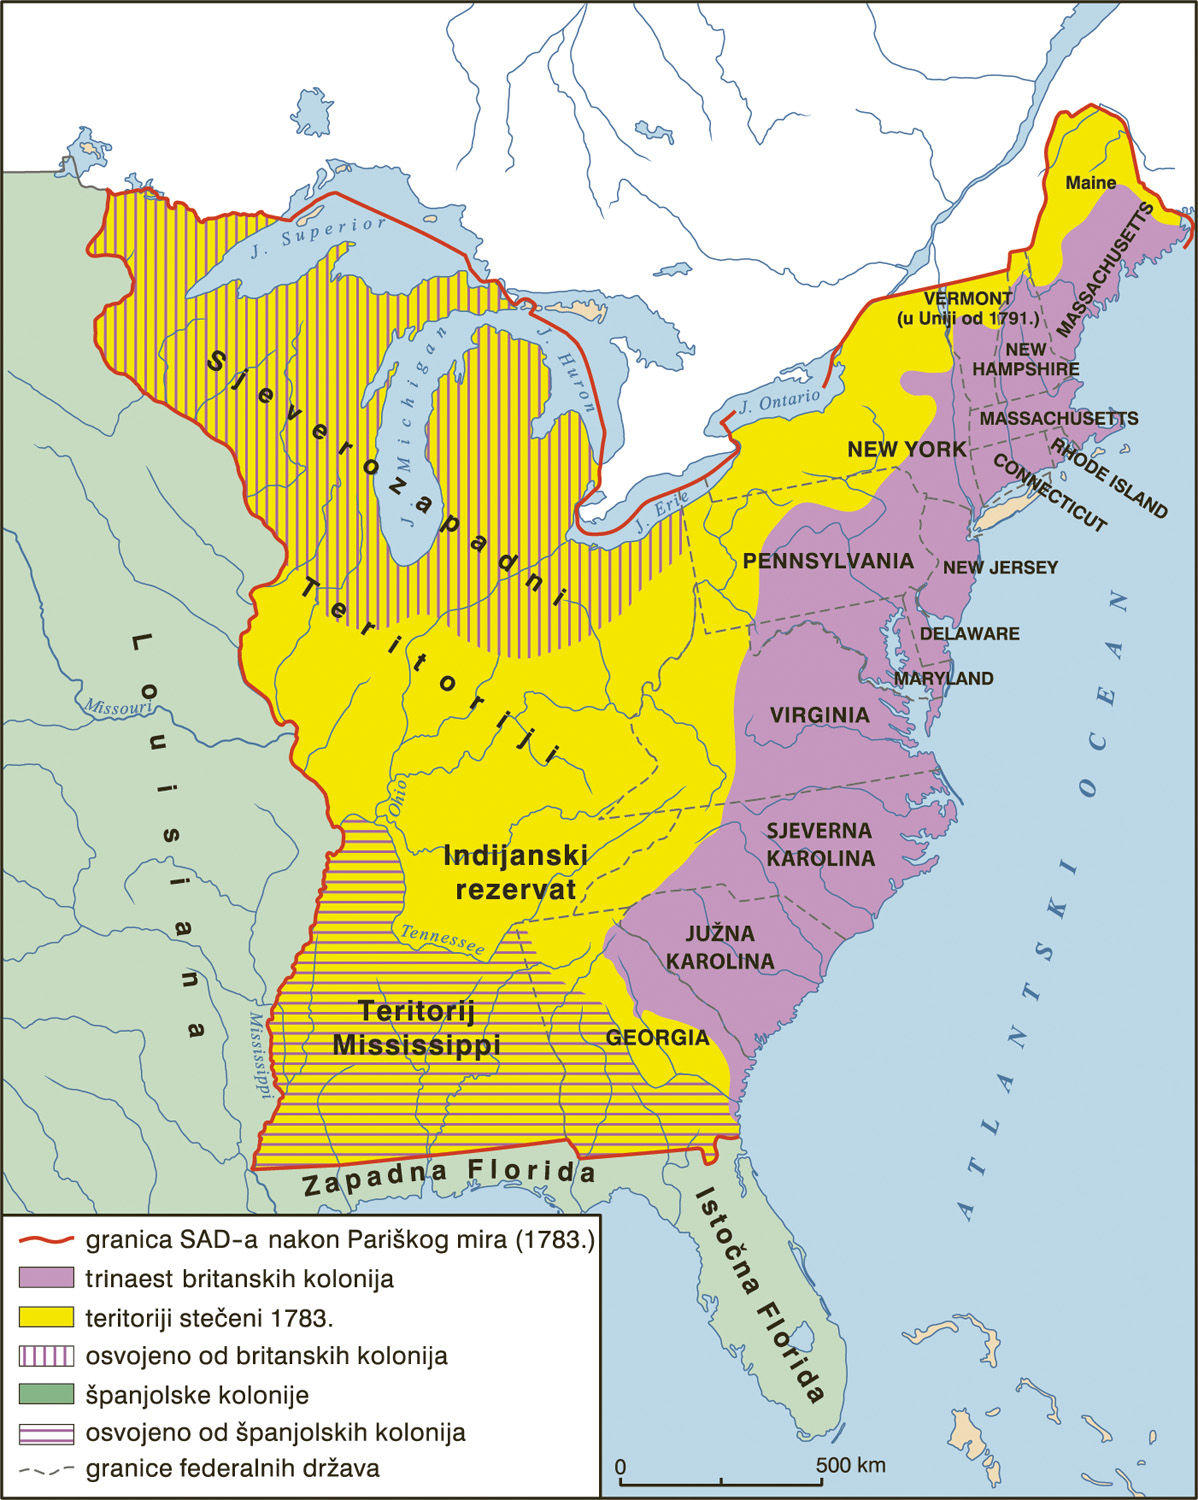 Maine
MASSACHUSETTS
J. Superior
VERMONT
(u Uniji od 1791.)
J. Huron
J. Michigan
NEW
HAMPSHIRE
J. Ontario
MASSACHUSETTS
NEW YORK
RHODE ISLAND
CONNECTICUT
J. Erie
Sjeverozapadni
Teritoriji
PENNSYLVANIA
NEW JERSEY
DELAWARE
MARYLAND
Louisiana
Missouri
VIRGINIA
ATLANTSKI OCEAN
Ohio
SJEVERNA
KAROLINA
Indijanski
rezervat
Tennessee
JUŽNA
KAROLINA
Teritorij
Mississippi
GEORGIA
Mississippi
Zapadna Florida
Istočna Florida
granica SAD-a nakon Pariškog mira (1783.)
trinaest britanskih kolonija
teritoriji stečeni 1783.
osvojeno od britanskih kolonija
španjolske kolonije
osvojeno od španjolskih kolonija
granice federalnih država
0 500 km